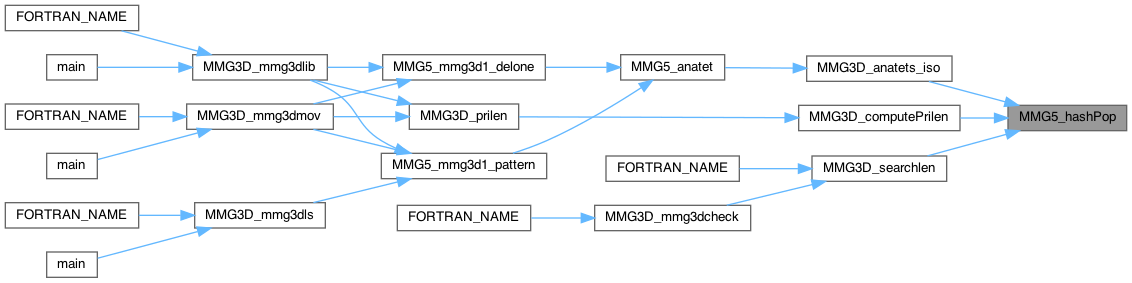 FORTRAN_NAME
main
MMG3D_mmg3dlib
MMG5_mmg3d1_delone
MMG5_anatet
MMG3D_anatets_iso
FORTRAN_NAME
MMG3D_mmg3dmov
MMG3D_prilen
MMG3D_computePrilen
MMG5_hashPop
main
MMG5_mmg3d1_pattern
FORTRAN_NAME
MMG3D_searchlen
FORTRAN_NAME
MMG3D_mmg3dls
FORTRAN_NAME
MMG3D_mmg3dcheck
main